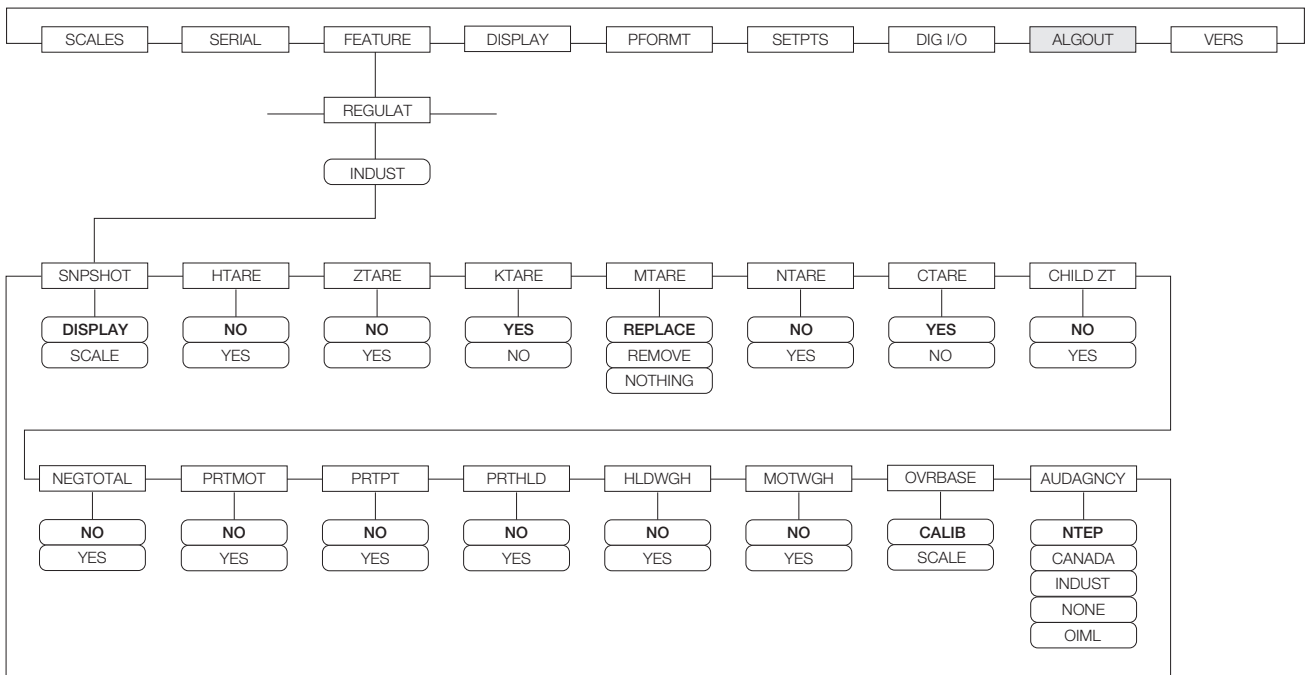 SCALES SERIAL FEATURE DISPLAY PFORMT SETPTS DIG I/O ALGOUT VERS
REGULAT
INDUST
SNPSHOT HTARE ZTARE KTARE MTARE NTARE CTARE CHILD ZT
DISPLAY NO NO YES REPLACE NO YES NO
SCALE YES YES NO REMOVE YES NO YES
NOTHING
NEGTOTAL PRTMOT PRTPT PRTHLD HLDWGH MOTWGH OVRBASE AUDAGNCY
NO NO NO NO NO NO CALIB NTEP
YES YES YES YES YES YES SCALE CANADA
INDUST
NONE
OIML